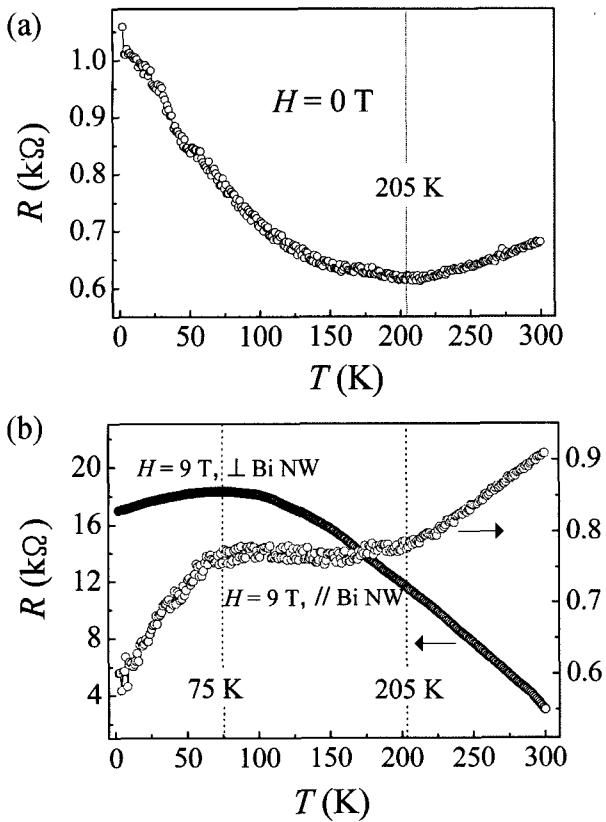 (a)
R (kΩ)
1.0
0.9
0.8
0.7
0.6
H = 0 T
205 K
0 50 100 150 200 250 300
T (K)
(b)
R (kΩ)
20
16
12
8
4
H = 9 T, ⊥ Bi NW
H = 9 T, // Bi NW
75 K
205 K
0.9
0.8
0.7
0.6
0 50 100 150 200 250 300
T (K)